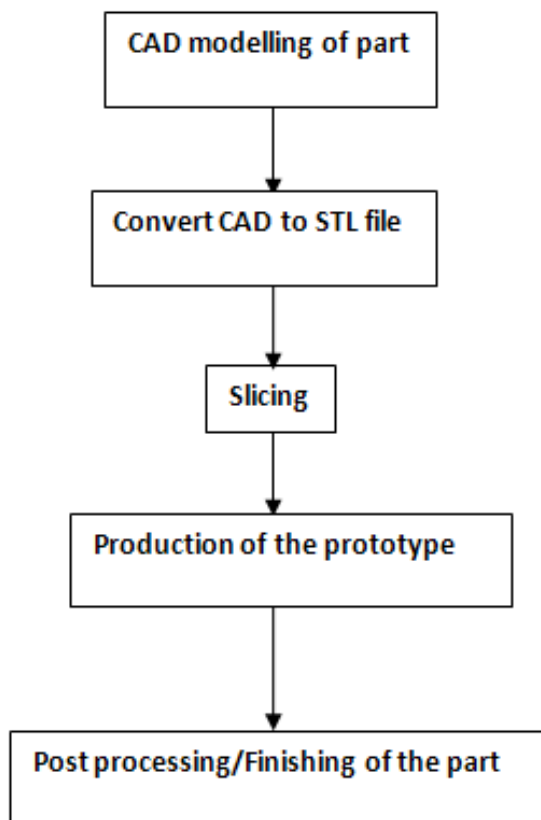 CAD modelling of part
Convert CAD to STL file
Slicing
Production of the prototype
Post processing/Finishing of the part